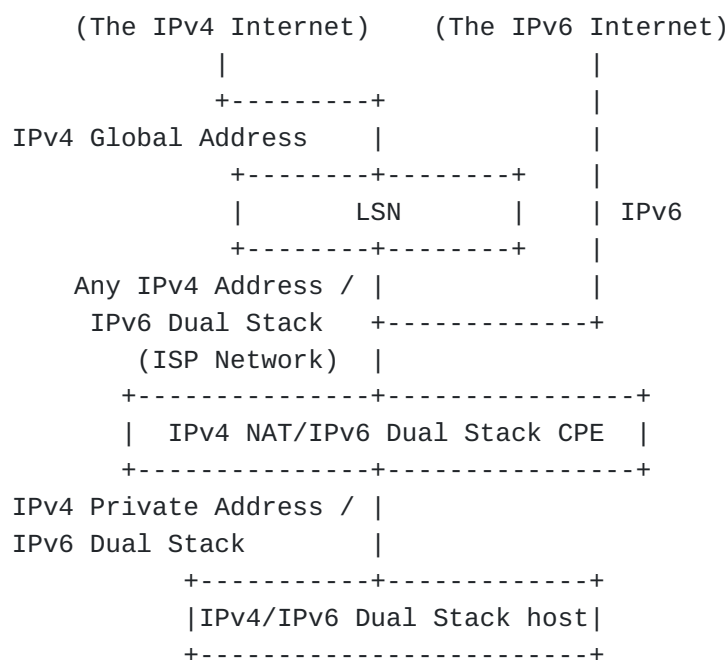 (The IPv4 Internet) (The IPv6 Internet)
IPv4 Global Address
LSN
IPv6
Any IPv4 Address /
IPv6 Dual Stack
(ISP Network)
IPv4 NAT/IPv6 Dual Stack CPE
IPv4 Private Address /
IPv6 Dual Stack
IPv4/IPv6 Dual Stack host